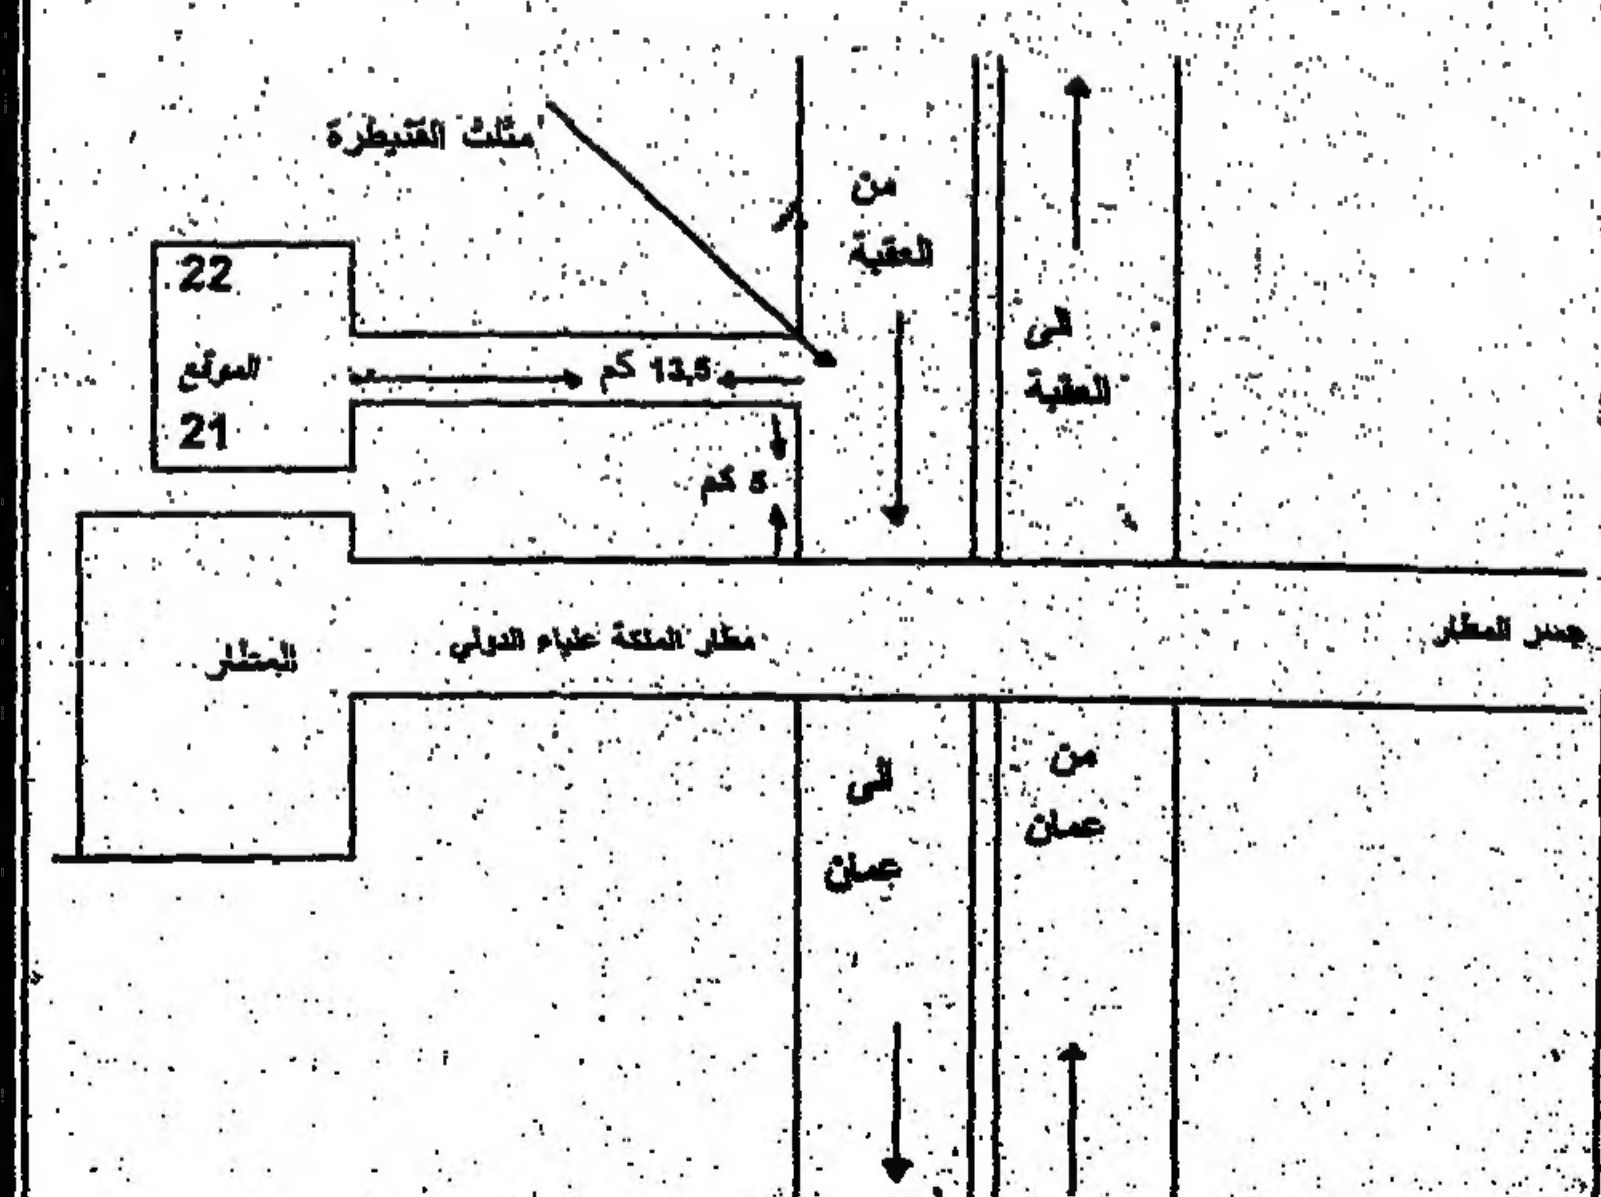 مثلث القنيطرة
من
العقبة
22
الى
العقبة
الموقع
13,5 كم
21
5 كم
جسر المطار
مطار الملكة علياء الدولي
المطار
من
عمان
الى
عمان